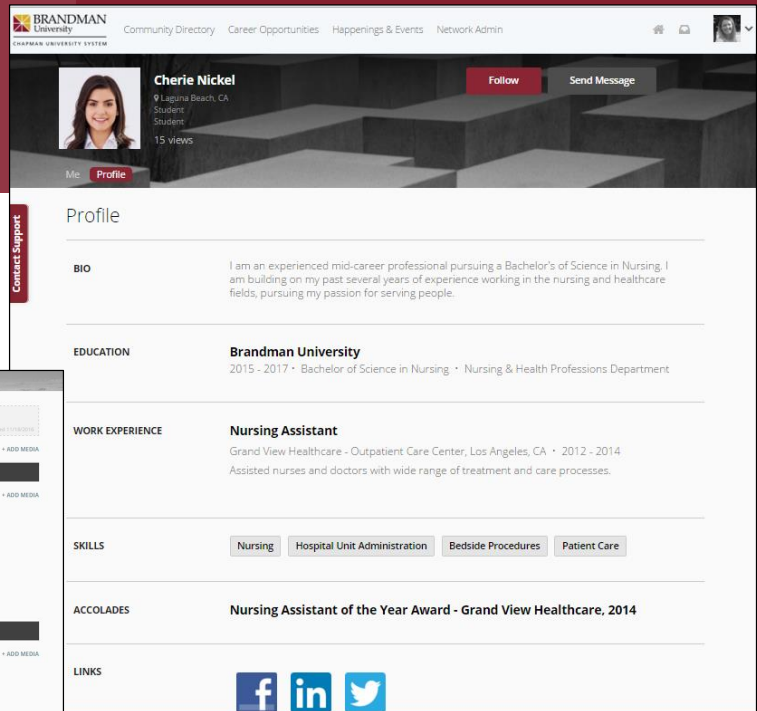 BRANDMAN
University
CHAPMAN UNIVERSITY SYSTEM
Community Directory Career Opportunities Happenings & Events Network Admin
Cherie Nickel
Laguna Beach, CA
Student
Student
15 views
Follow Send Message
Me Profile
Contact Support
Profile
BIO
I am an experienced mid-career professional pursuing a Bachelor's of Science in Nursing. I
am building on my past several years of experience working in the nursing and healthcare
fields, pursuing my passion for serving people.
EDUCATION
Brandman University
2015 - 2017 • Bachelor of Science in Nursing • Nursing & Health Professions Department
WORK EXPERIENCE
Nursing Assistant
Grand View Healthcare - Outpatient Care Center, Los Angeles, CA • 2012 - 2014
Assisted nurses and doctors with wide range of treatment and care processes.
SKILLS
Nursing Hospital Unit Administration Bedside Procedures Patient Care
ACCOLADES
Nursing Assistant of the Year Award - Grand View Healthcare, 2014
LINKS
f in
+ ADD MEDIA
+ ADD MEDIA
+ ADD MEDIA